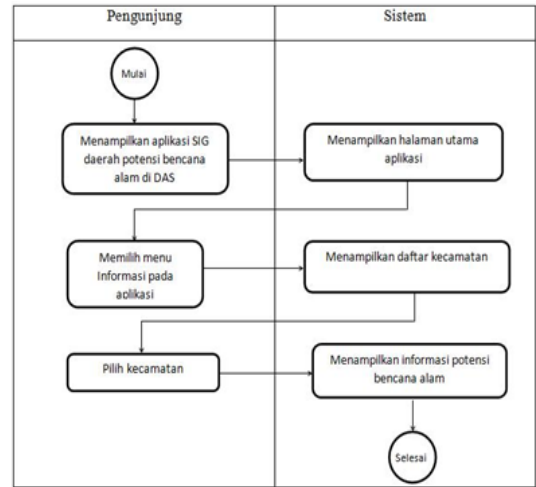 Pengunjung
Sistem
Mulai
Menampilkan aplikasi SIG
daerah potensi bencana
alam di DAS
Menampilkan halaman utama
aplikasi
Memilih menu
Informasi pada
aplikasi
Menampilkan daftar kecamatan
Pilih kecamatan
Menampilkan informasi potensi
bencana alam
Selesai